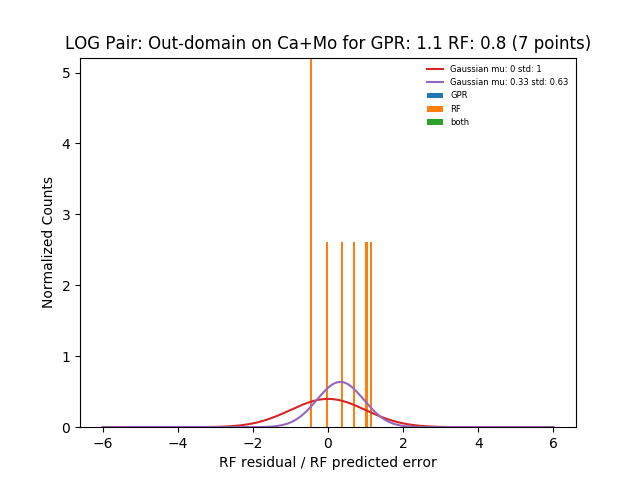 LOG Pair: Out-domain on Ca+Mo for GPR: 1.1 RF: 0.8 (7 points)
Gaussian mu: 0 std: 1
Gaussian mu: 0.33 std: 0.63
GPR
RF
both
Normalized Counts
5
4
3
2
1
0
−6
−4
−2
0
2
4
6
RF residual / RF predicted error